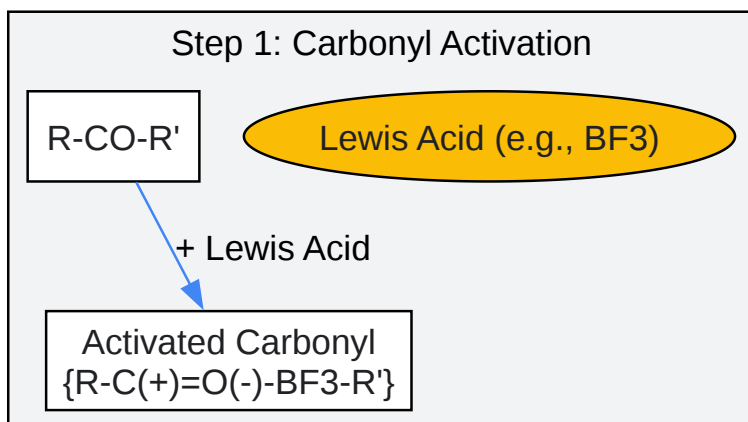 Step 1: Carbonyl Activation
R-CO-R'
Lewis Acid (e.g., BF3)
+ Lewis Acid
Activated Carbonyl
{R-C(+)=O(-)-BF3-R'}